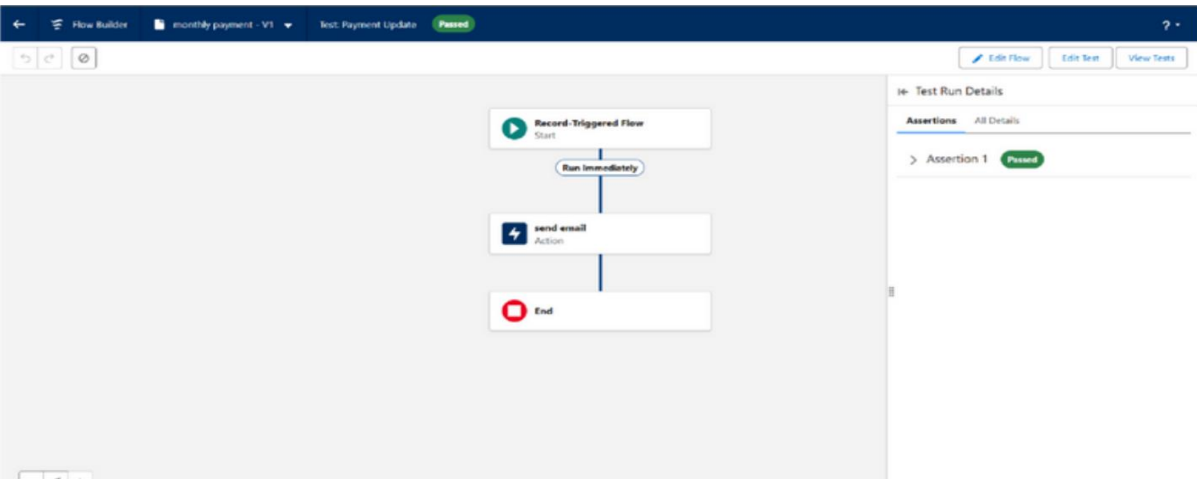 Flow Builder
monthly payment - V1
Test: Payment Update
Passed
?
Edit Flow
Edit Test
View Tests
Record-Triggered Flow
Start
Run Immediately
send email
Action
End
Test Run Details
Assertions
All Details
Assertion 1
Passed